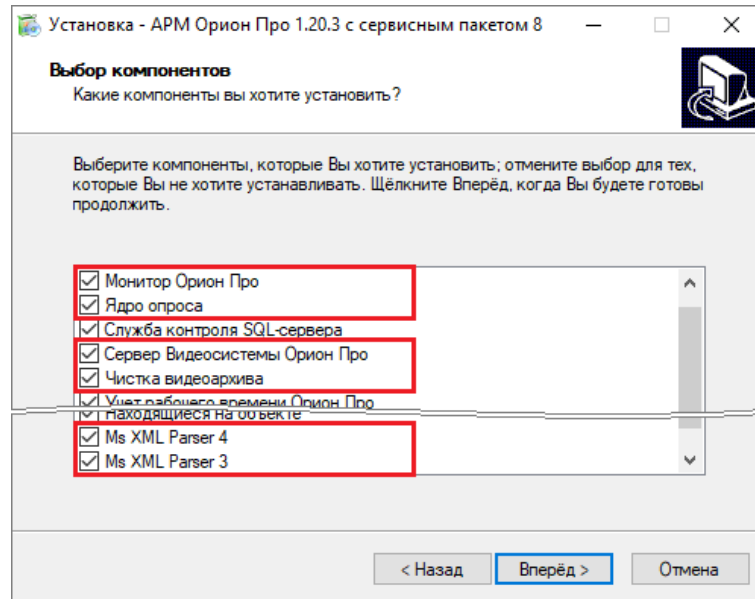 Установка - АРМ Орион Про 1.20.3 с сервисным пакетом 8
Выбор компонентов
Какие компоненты вы хотите установить?
Выберите компоненты, которые Вы хотите установить; отмените выбор для тех,
которые Вы не хотите устанавливать. Щёлкните Вперёд, когда Вы будете готовы
продолжить.
Монитор Орион Про
Ядро опроса
Служба контроля SQL-сервера
Сервер Видеосистемы Орион Про
Чистка видеоархива
Учет рабочего времени Орион Про
Находящиеся на объекте
Ms XML Parser 4
Ms XML Parser 3
< Назад
Вперёд >
Отмена